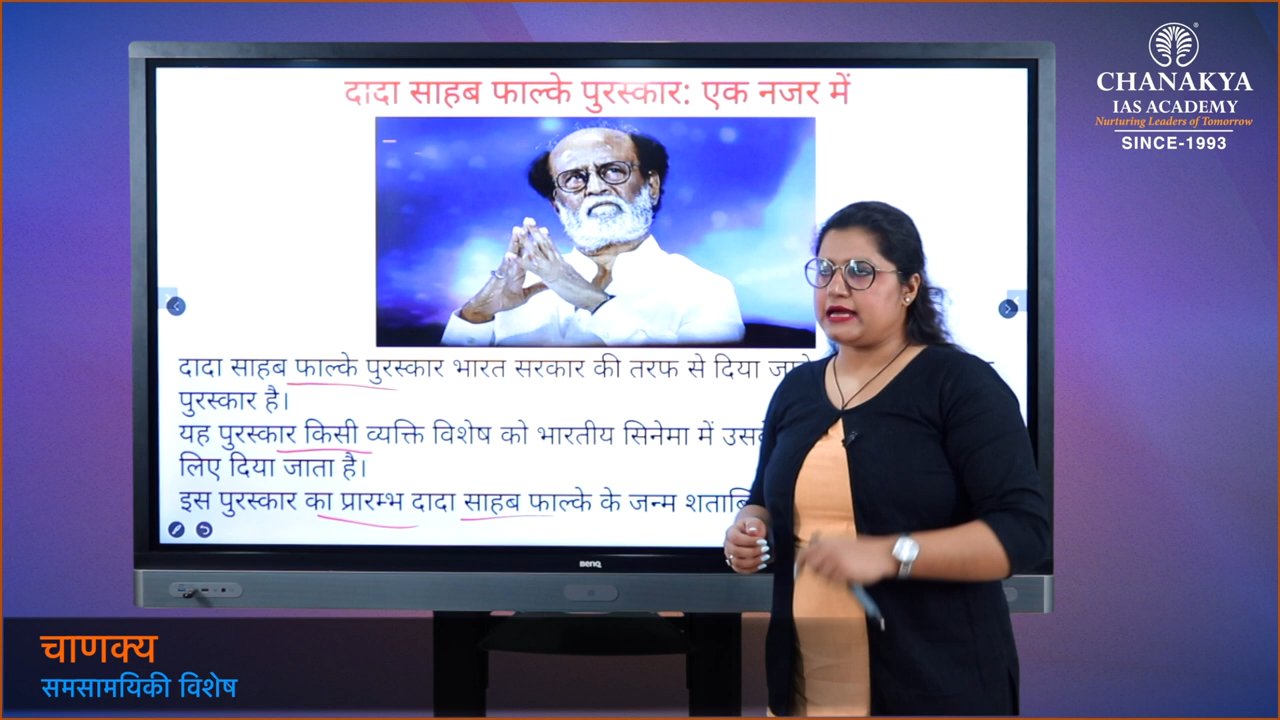 CHANAKYA
IAS ACADEMY
Nurturing Leaders of Tomorrow
SINCE-1993
दादा साहब फाल्के पुरस्कार: एक नजर में
दादा साहब फाल्के पुरस्कार भारत सरकार की तरफ से दिया
पुरस्कार है।
यह पुरस्कार किसी व्यक्ति विशेष को भारतीय सिनेमा में
लिए दिया जाता है।
इस पुरस्कार का प्रारम्भ दादा साहब फाल्के के जन्म
BenQ
चाणक्य
समसामयिकी विशेष